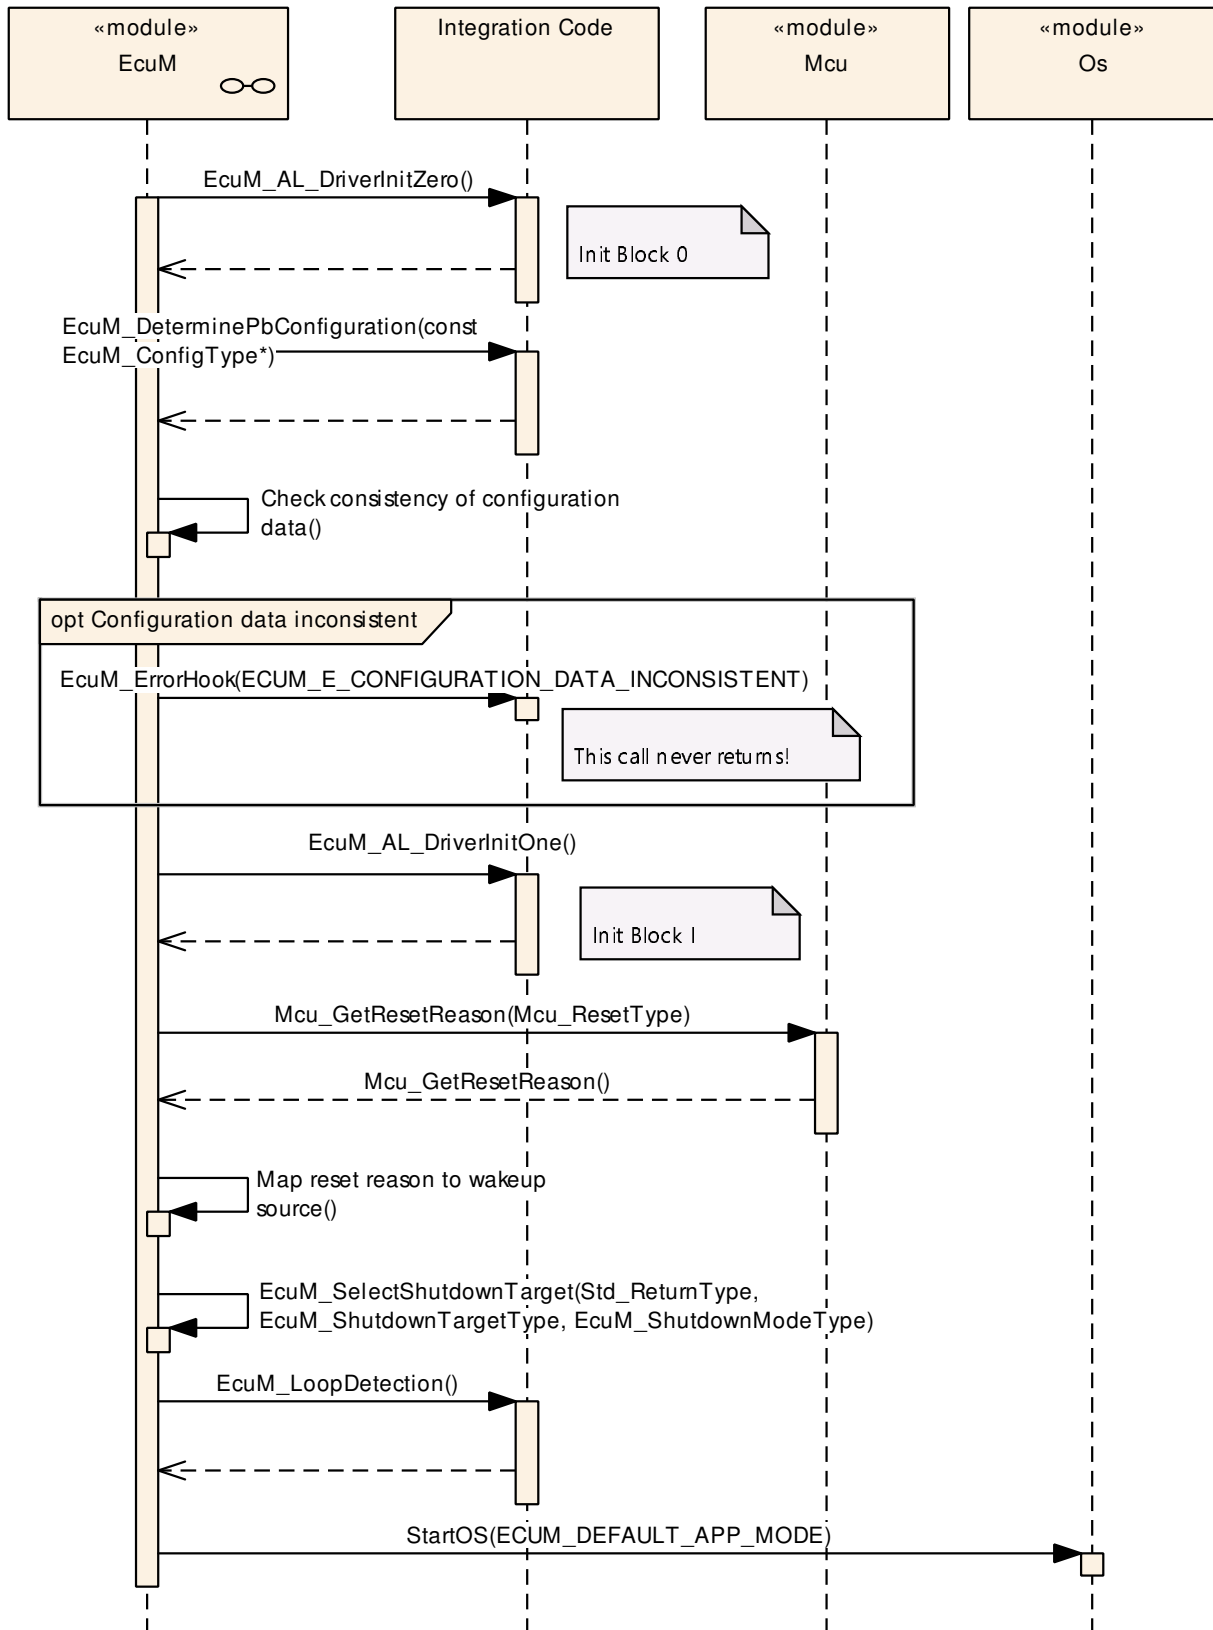 «module»
EcuM
Integration Code
«module»
Mcu
«module»
Os
EcuM_AL_DriverInitZero()
Init Block 0
EcuM_DeterminePbConfiguration(const
EcuM_ConfigType*)
Check consistency of configuration
data()
opt Configuration data inconsistent
EcuM_ErrorHook(ECUM_E_CONFIGURATION_DATA_INCONSISTENT)
This call never returns!
EcuM_AL_DriverInitOne()
Init Block I
Mcu_GetResetReason(Mcu_ResetType)
Mcu_GetResetReason()
Map reset reason to wakeup
source()
EcuM_SelectShutdownTarget(Std_ReturnType,
EcuM_ShutdownTargetType, EcuM_ShutdownModeType)
EcuM_LoopDetection()
StartOS(ECUM_DEFAULT_APP_MODE)